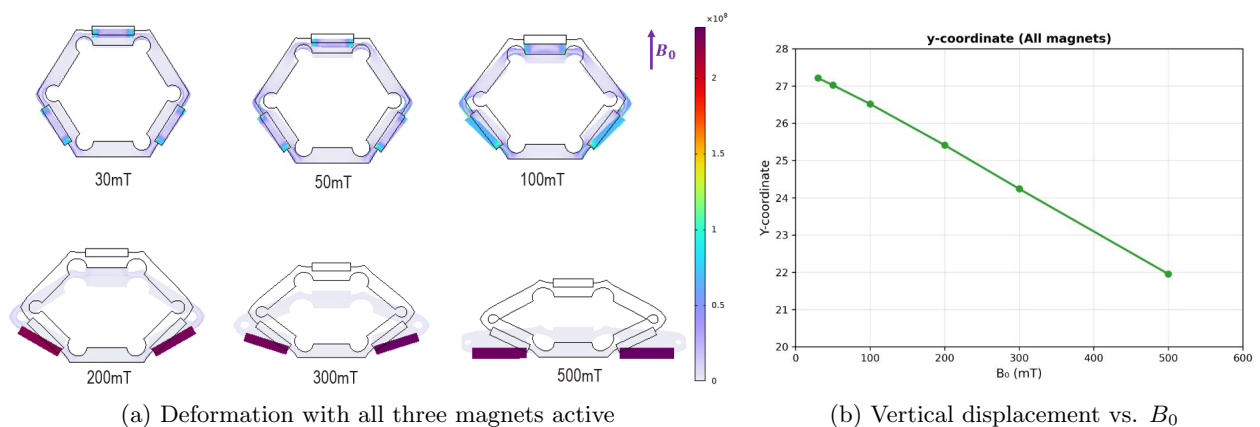 ×10⁸
B₀
2
1.5
1
0.5
0
30mT
50mT
100mT
200mT
300mT
500mT
(a) Deformation with all three magnets active
y-coordinate (All magnets)
Y-coordinate
28
27
26
25
24
23
22
21
20
0
100
200
300
400
500
600
B₀ (mT)
(b) Vertical displacement vs. B₀